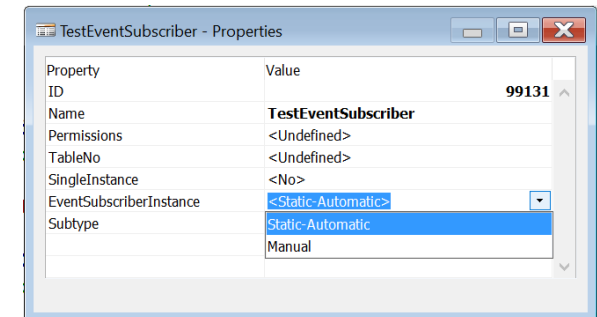 TestEventSubscriber - Properties
Property Value
ID 99131
Name TestEventSubscriber
Permissions <Undefined>
TableNo <Undefined>
SingleInstance <No>
EventSubscriberInstance <Static-Automatic>
Subtype Static-Automatic
Manual